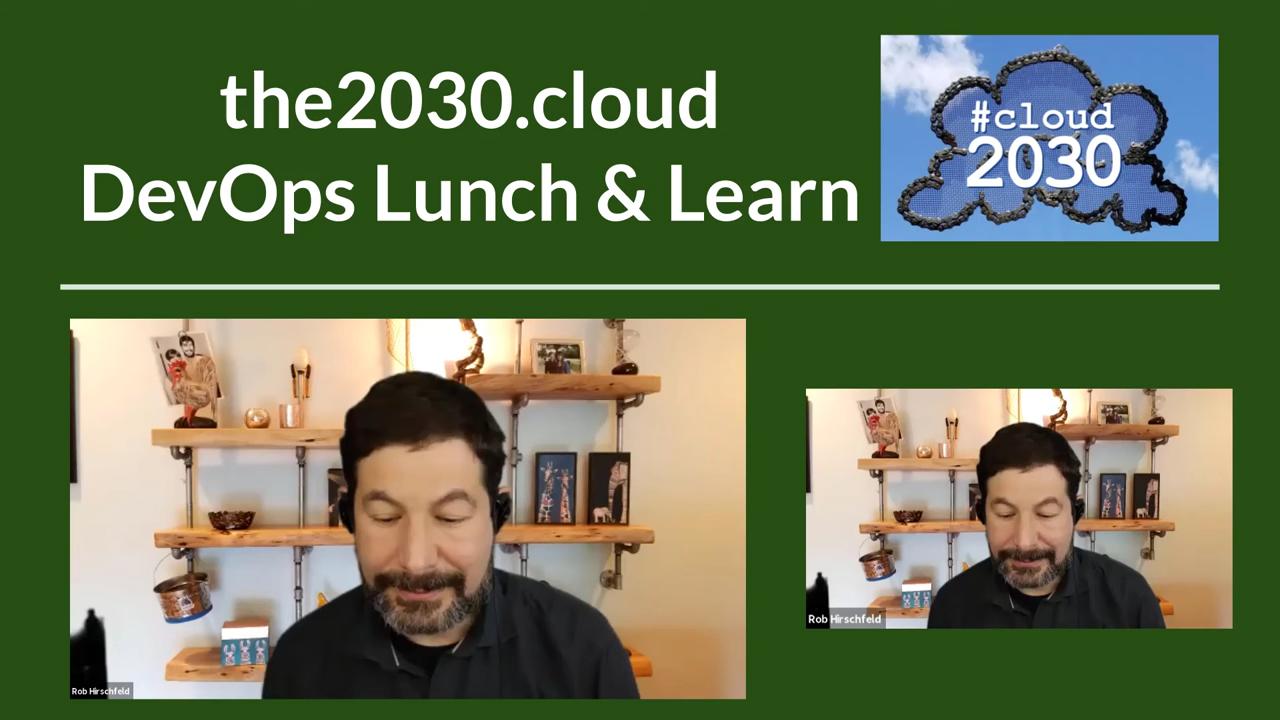 the2030.cloud
DevOps Lunch & Learn
#cloud
2030
Rob Hirschfeld
Rob Hirschfeld